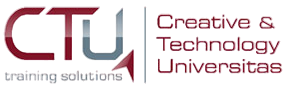 CTU
training solutions
Creative &
Technology
Universitas